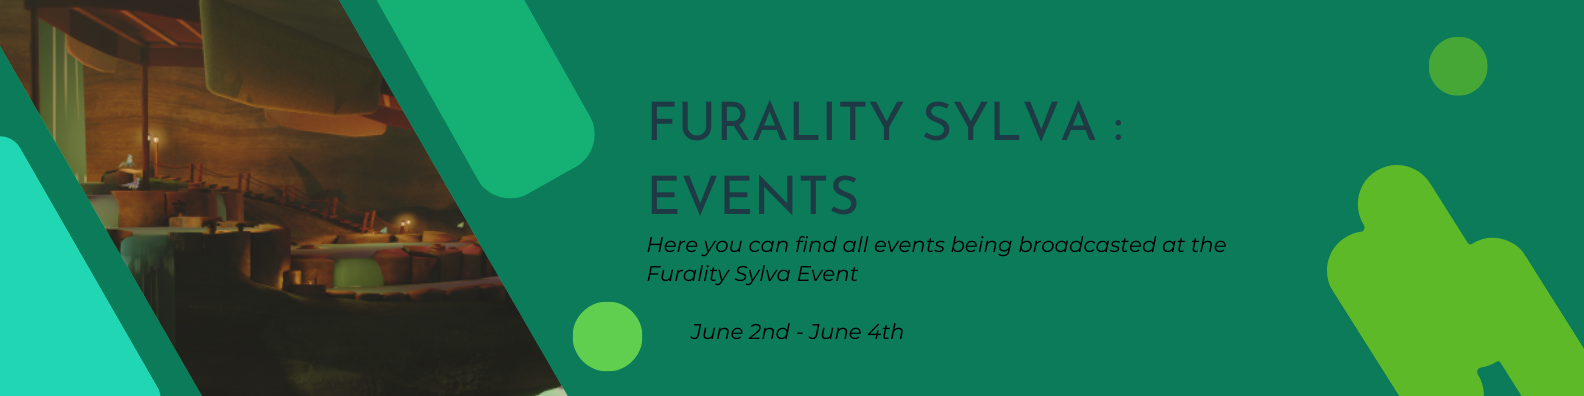 FURALITY SYLVA :
EVENTS
Here you can find all events being broadcasted at the
Furality Sylva Event
June 2nd - June 4th